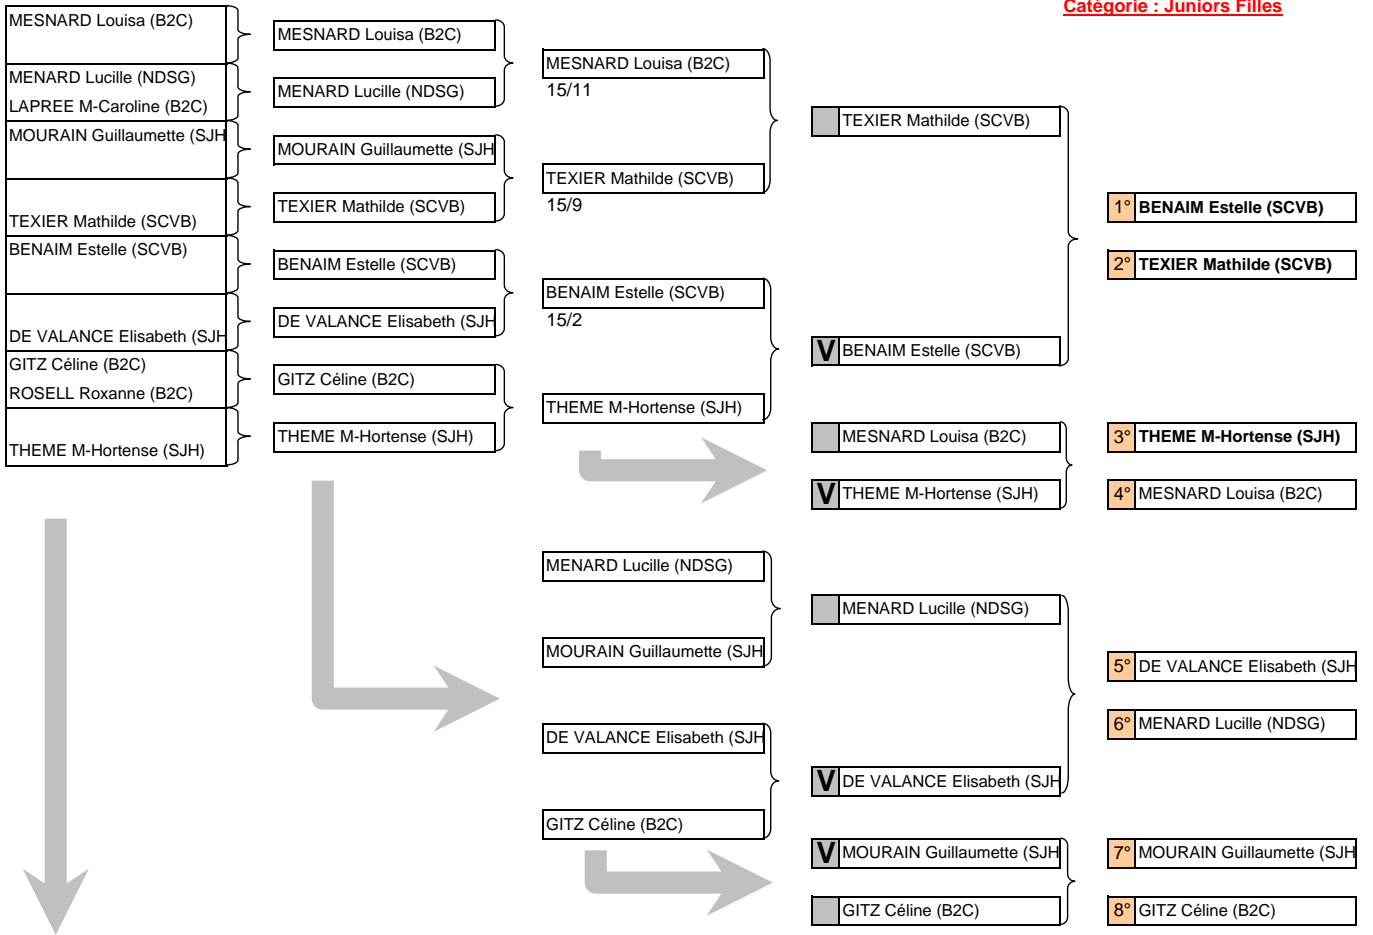 Catégorie : Juniors Filles
MESNARD Louisa (B2C)
MENARD Lucille (NDSG)
LAPREE M-Caroline (B2C)
MOURAIN Guillaumette (SJH
TEXIER Mathilde (SCVB)
BENAIM Estelle (SCVB)
DE VALANCE Elisabeth (SJH
GITZ Céline (B2C)
ROSELL Roxanne (B2C)
THEME M-Hortense (SJH)
MESNARD Louisa (B2C)
MENARD Lucille (NDSG)
MOURAIN Guillaumette (SJH
TEXIER Mathilde (SCVB)
BENAIM Estelle (SCVB)
DE VALANCE Elisabeth (SJH
GITZ Céline (B2C)
THEME M-Hortense (SJH)
MESNARD Louisa (B2C)
15/11
TEXIER Mathilde (SCVB)
15/9
BENAIM Estelle (SCVB)
15/2
THEME M-Hortense (SJH)
MENARD Lucille (NDSG)
MOURAIN Guillaumette (SJH
DE VALANCE Elisabeth (SJH
GITZ Céline (B2C)
TEXIER Mathilde (SCVB)
V BENAIM Estelle (SCVB)
MESNARD Louisa (B2C)
V THEME M-Hortense (SJH)
MENARD Lucille (NDSG)
V DE VALANCE Elisabeth (SJH
V MOURAIN Guillaumette (SJH
GITZ Céline (B2C)
1° BENAIM Estelle (SCVB)
2° TEXIER Mathilde (SCVB)
3° THEME M-Hortense (SJH)
4° MESNARD Louisa (B2C)
5° DE VALANCE Elisabeth (SJH
6° MENARD Lucille (NDSG)
7° MOURAIN Guillaumette (SJH
8° GITZ Céline (B2C)